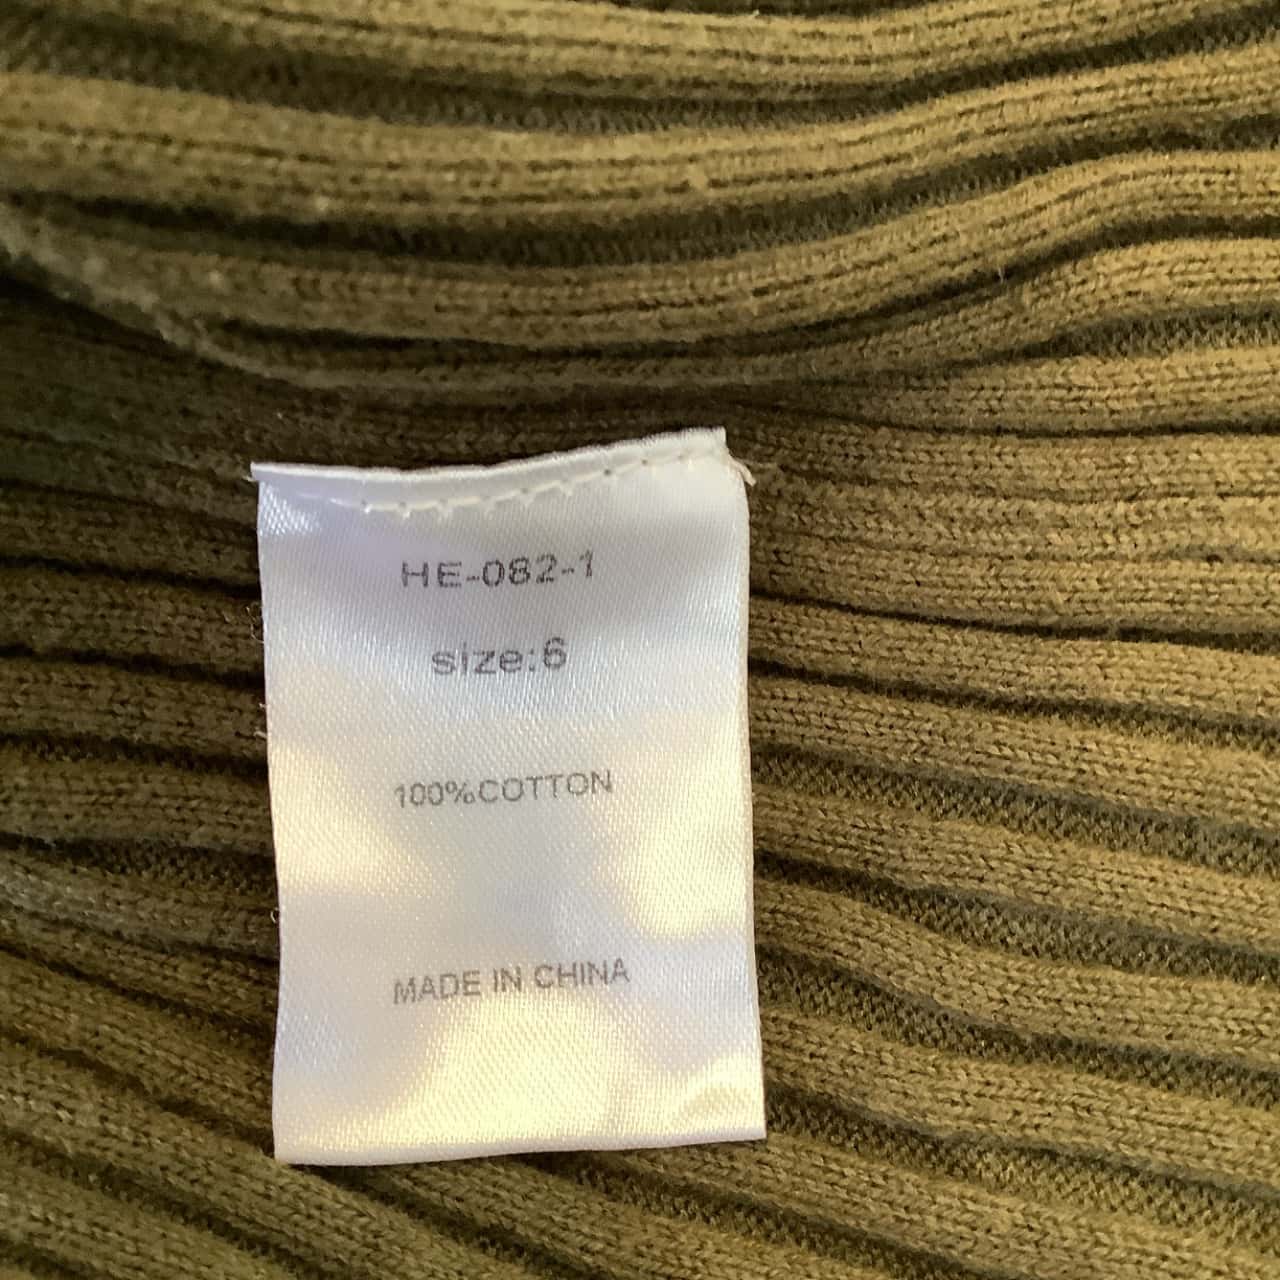 HE-082-1
size:6
100%COTTON
MADE IN CHINA